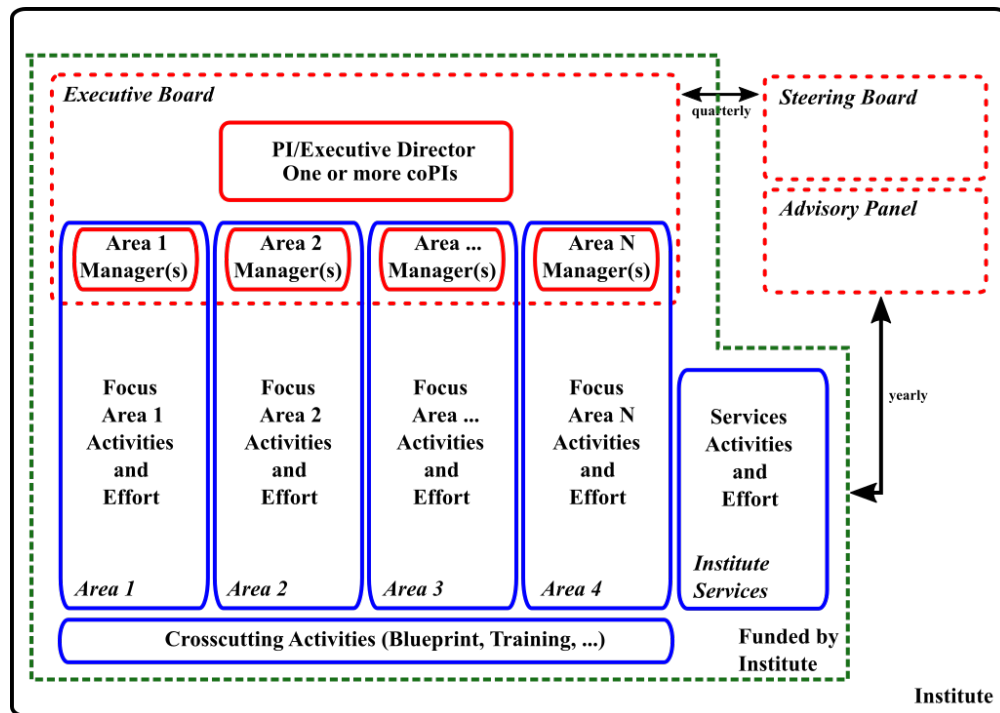 Executive Board
PI/Executive Director
One or more coPIs
quarterly
Steering Board
Advisory Panel
Area 1
Manager(s)
Area 2
Manager(s)
Area ...
Manager(s)
Area N
Manager(s)
Focus
Area 1
Activities
and
Effort
Focus
Area 2
Activities
and
Effort
Focus
Area ...
Activities
and
Effort
Focus
Area N
Activities
and
Effort
Services
Activities
and
Effort
yearly
Area 1
Area 2
Area 3
Area 4
Institute
Services
Crosscutting Activities (Blueprint, Training, ...)
Funded by
Institute
Institute